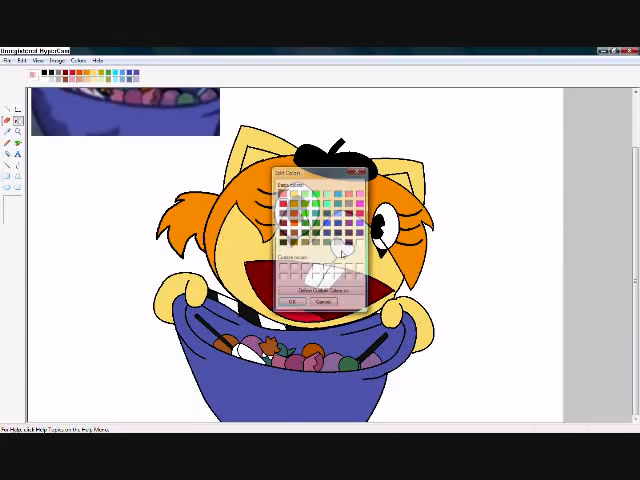 Unregistered HyperCam
File Edit View Image Colors Help
Edit Colors
Basic colors:
Custom colors:
Define Custom Colors >>
OK Cancel
For Help, click Help Topics on the Help Menu.